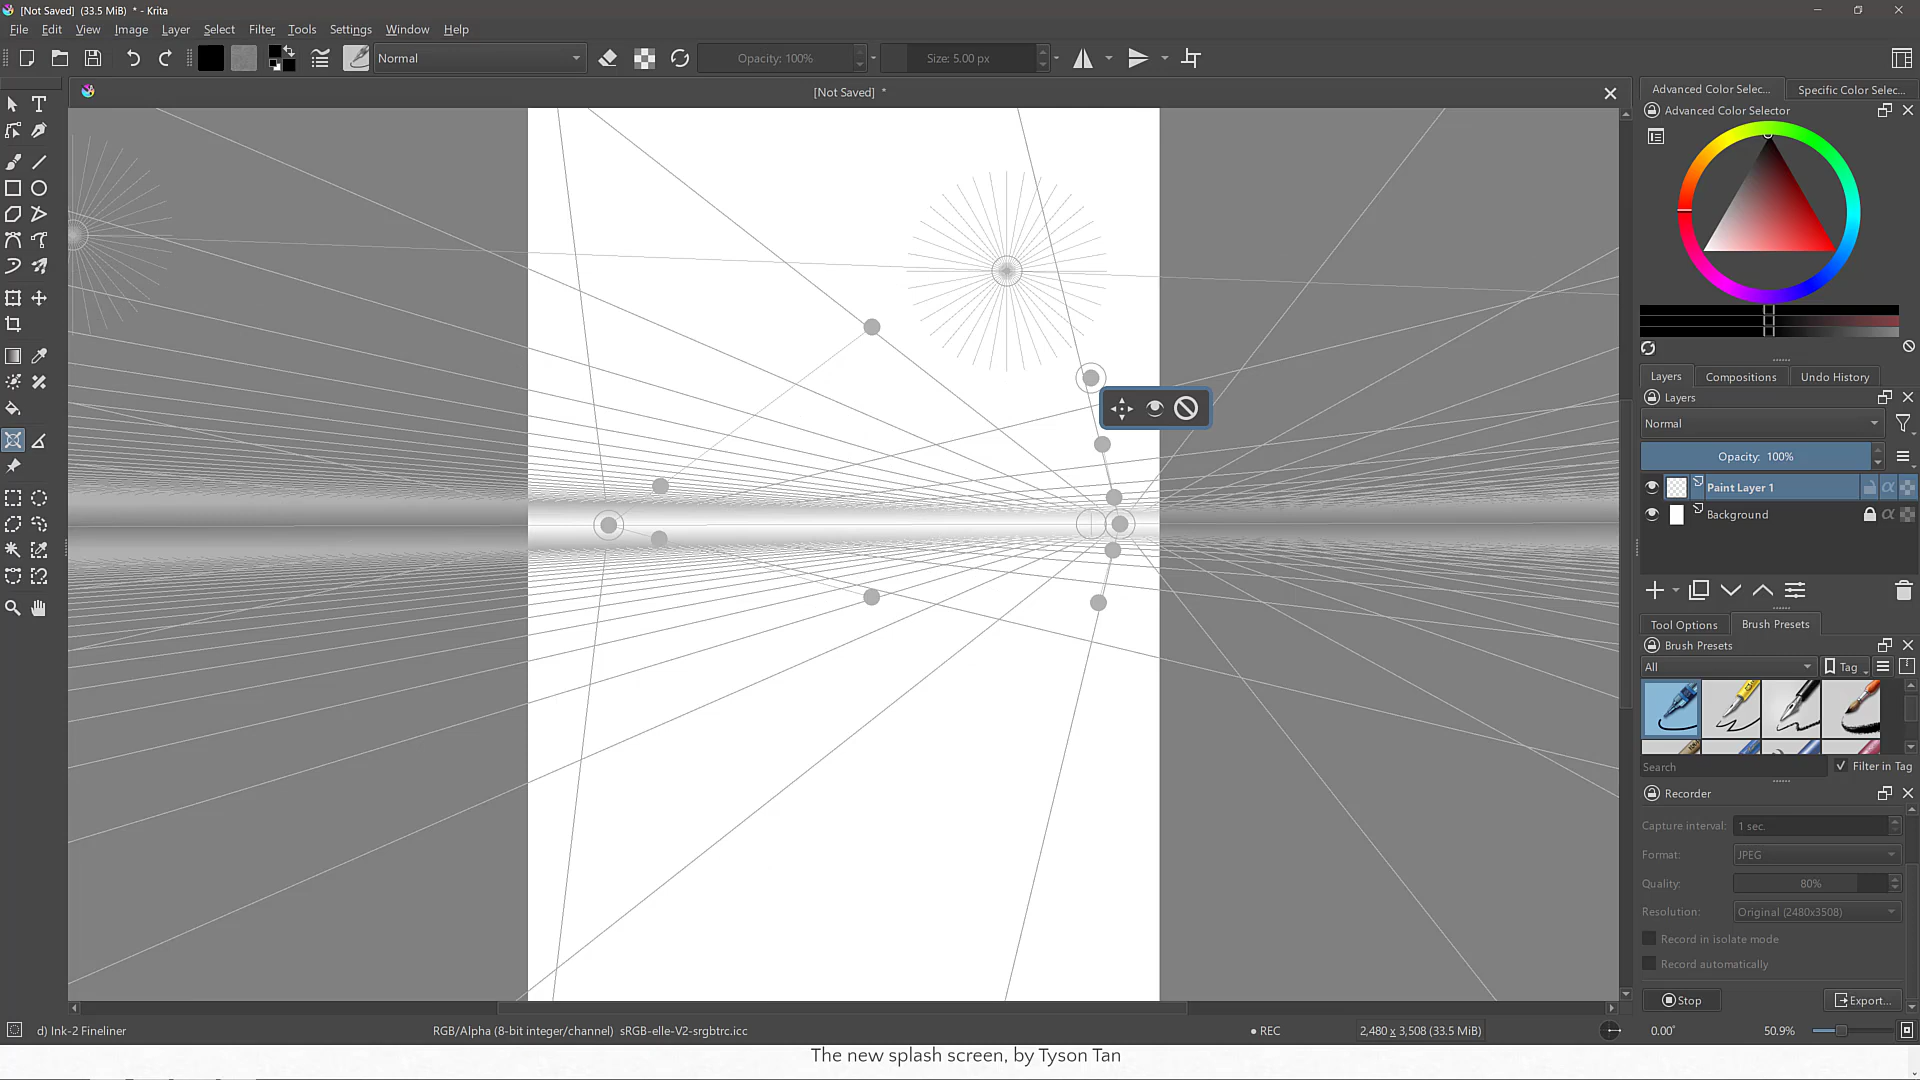 [Not Saved] (33.5 MiB) * - Krita
File Edit View Image Layer Select Filter Tools Settings Window Help
Normal
Opacity: 100%
Size: 5.00 px
[Not Saved] *
Advanced Color Selec...
Specific Color Selec...
Advanced Color Selector
Layers
Compositions
Undo History
Layers
Normal
Opacity: 100%
Paint Layer 1
Background
Tool Options
Brush Presets
Brush Presets
All
Tag
Search
Filter in Tag
Recorder
Capture interval: 1 sec.
Format: JPEG
Quality: 80%
Resolution: Original (2480x3508)
Record in isolate mode
Record automatically
Stop
Export...
d) Ink-2 Fineliner
RGB/Alpha (8-bit integer/channel) sRGB-elle-V2-srgbtrc.icc
● REC
2,480 x 3,508 (33.5 MiB)
0.00°
50.9%
The new splash screen, by Tyson Tan